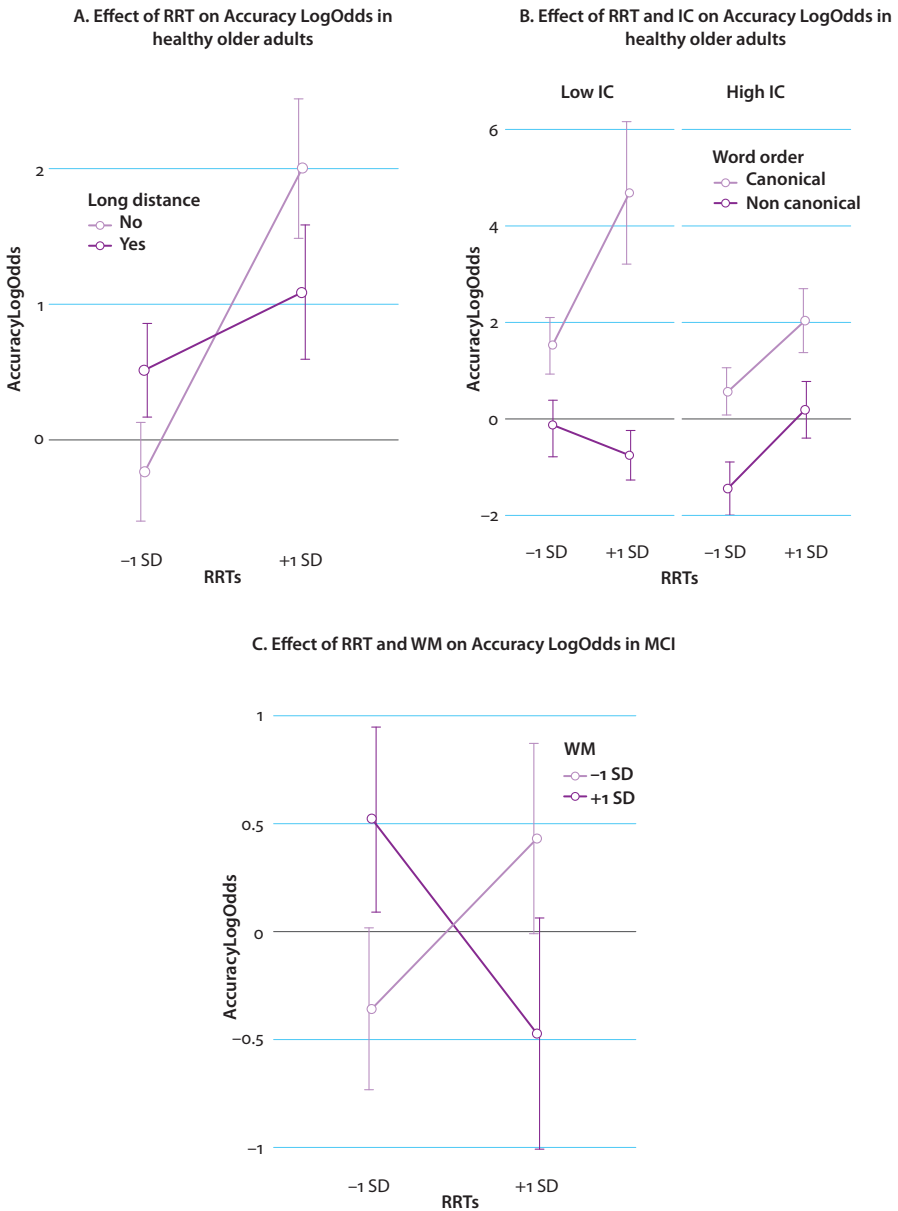 A. Effect of RRT on Accuracy LogOdds in
healthy older adults
2
1
0
AccuracyLogOdds
Long distance
No
Yes
–1 SD
+1 SD
RRTs
B. Effect of RRT and IC on Accuracy LogOdds in
healthy older adults
Low IC
High IC
6
4
2
0
–2
AccuracyLogOdds
Word order
Canonical
Non canonical
–1 SD
+1 SD
–1 SD
+1 SD
RRTs
C. Effect of RRT and WM on Accuracy LogOdds in MCI
1
0.5
0
–0.5
–1
AccuracyLogOdds
WM
–1 SD
+1 SD
–1 SD
+1 SD
RRTs